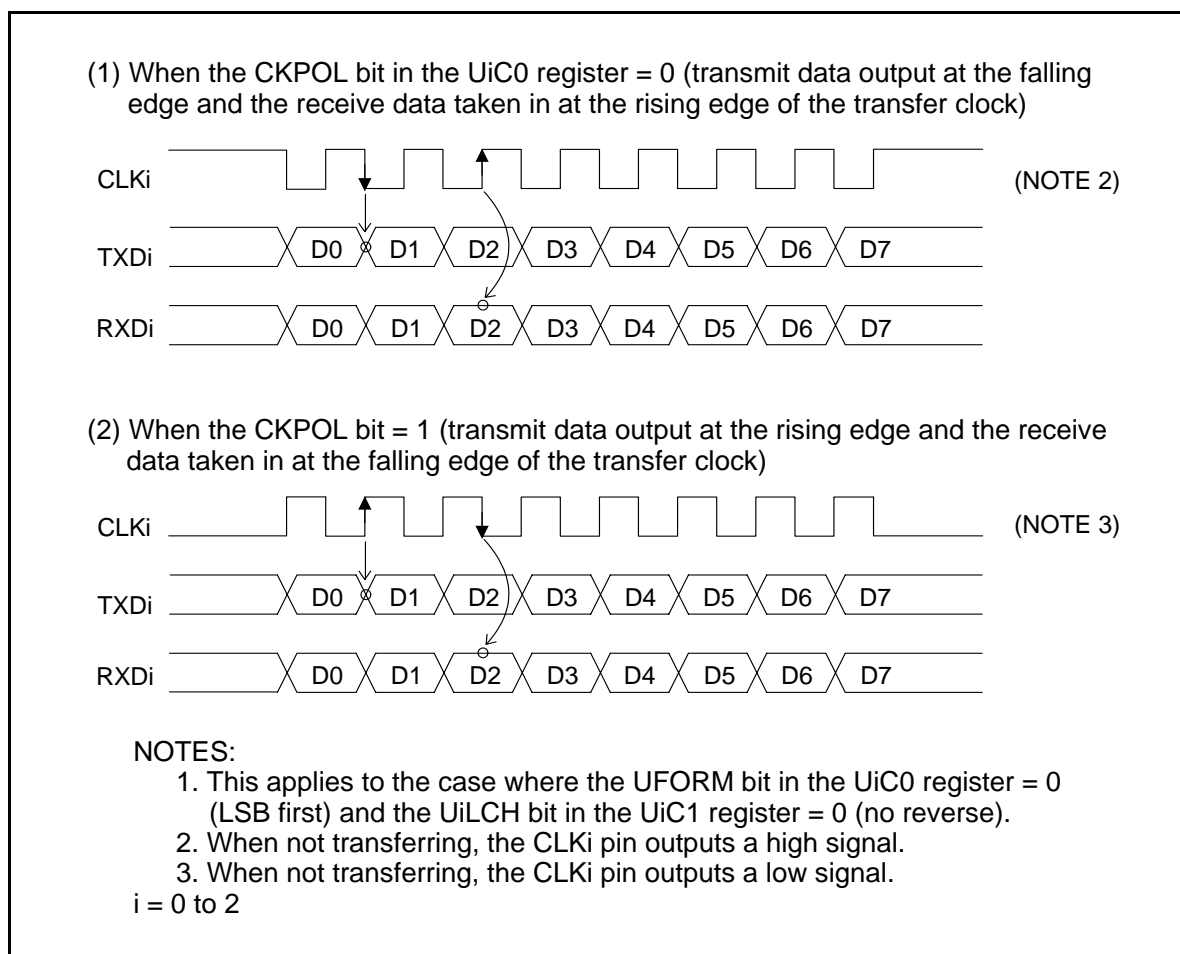 (1) When the CKPOL bit in the UiC0 register = 0 (transmit data output at the falling
edge and the receive data taken in at the rising edge of the transfer clock)
CLKi (NOTE 2)
TXDi D0 D1 D2 D3 D4 D5 D6 D7
RXDi D0 D1 D2 D3 D4 D5 D6 D7
(2) When the CKPOL bit = 1 (transmit data output at the rising edge and the receive
data taken in at the falling edge of the transfer clock)
CLKi (NOTE 3)
TXDi D0 D1 D2 D3 D4 D5 D6 D7
RXDi D0 D1 D2 D3 D4 D5 D6 D7
NOTES:
1. This applies to the case where the UFORM bit in the UiC0 register = 0
(LSB first) and the UiLCH bit in the UiC1 register = 0 (no reverse).
2. When not transferring, the CLKi pin outputs a high signal.
3. When not transferring, the CLKi pin outputs a low signal.
i = 0 to 2